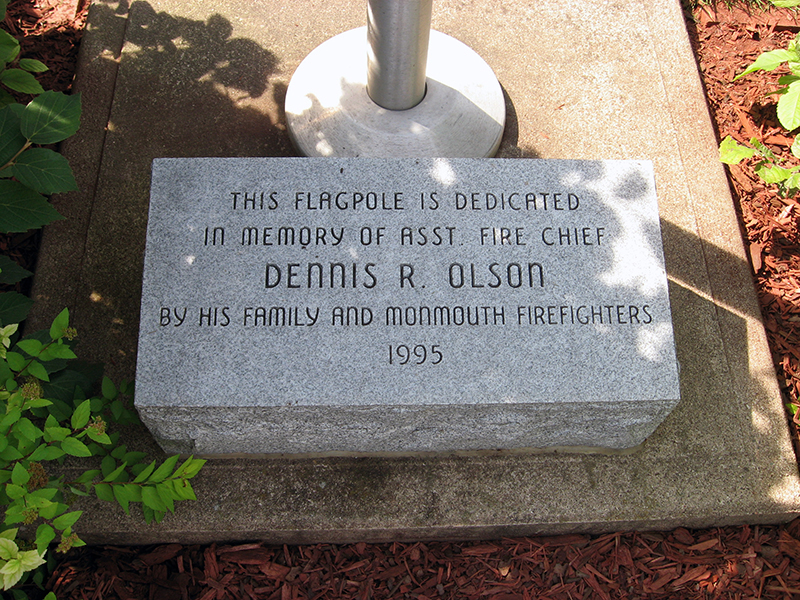 THIS FLAGPOLE IS DEDICATED
IN MEMORY OF ASST. FIRE CHIEF
DENNIS R. OLSON
BY HIS FAMILY AND MONMOUTH FIREFIGHTERS
1995